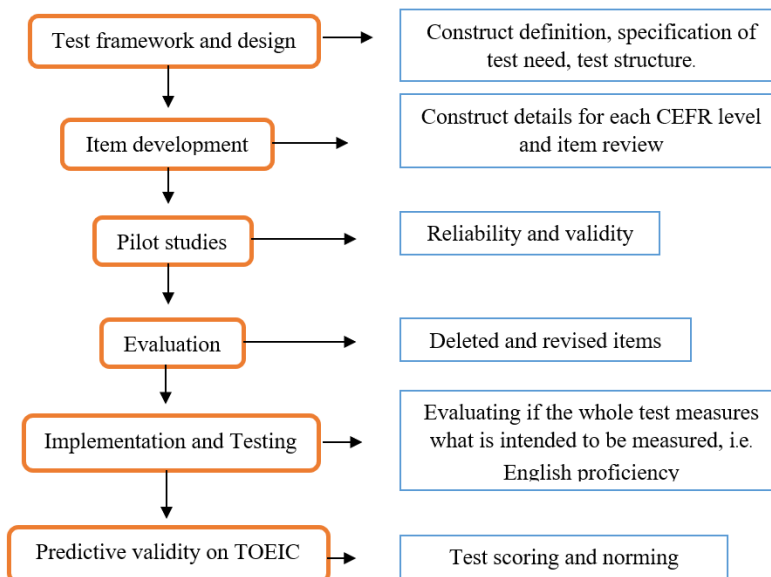 Test framework and design
Construct definition, specification of
test need, test structure.
Item development
Construct details for each CEFR level
and item review
Pilot studies
Reliability and validity
Evaluation
Deleted and revised items
Implementation and Testing
Evaluating if the whole test measures
what is intended to be measured, i.e.
English proficiency
Predictive validity on TOEIC
Test scoring and norming